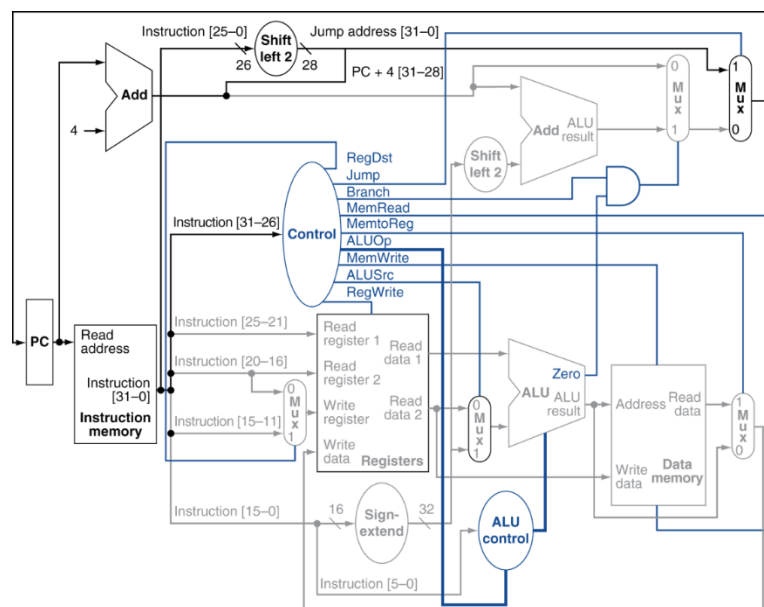 Instruction [25–0]
Shift
left 2
Jump address [31–0]
26
28
PC + 4 [31–28]
Add
4
0
M
u
x
1
1
M
u
x
0
Add
ALU
result
Shift
left 2
RegDst
Jump
Branch
MemRead
MemtoReg
ALUOp
MemWrite
ALUSrc
RegWrite
Instruction [31–26]
Control
PC
Read
address
Instruction
[31–0]
Instruction
memory
Instruction [25–21]
Instruction [20–16]
Instruction [15–11]
0
M
u
x
1
Read
register 1
Read
register 2
Write
register
Write
data
Read
data 1
Read
data 2
Registers
0
M
u
x
1
Zero
ALU
ALU
result
Address
Read
data
Write
data
Data
memory
1
M
u
x
0
Instruction [15–0]
16
Sign-
extend
32
ALU
control
Instruction [5–0]